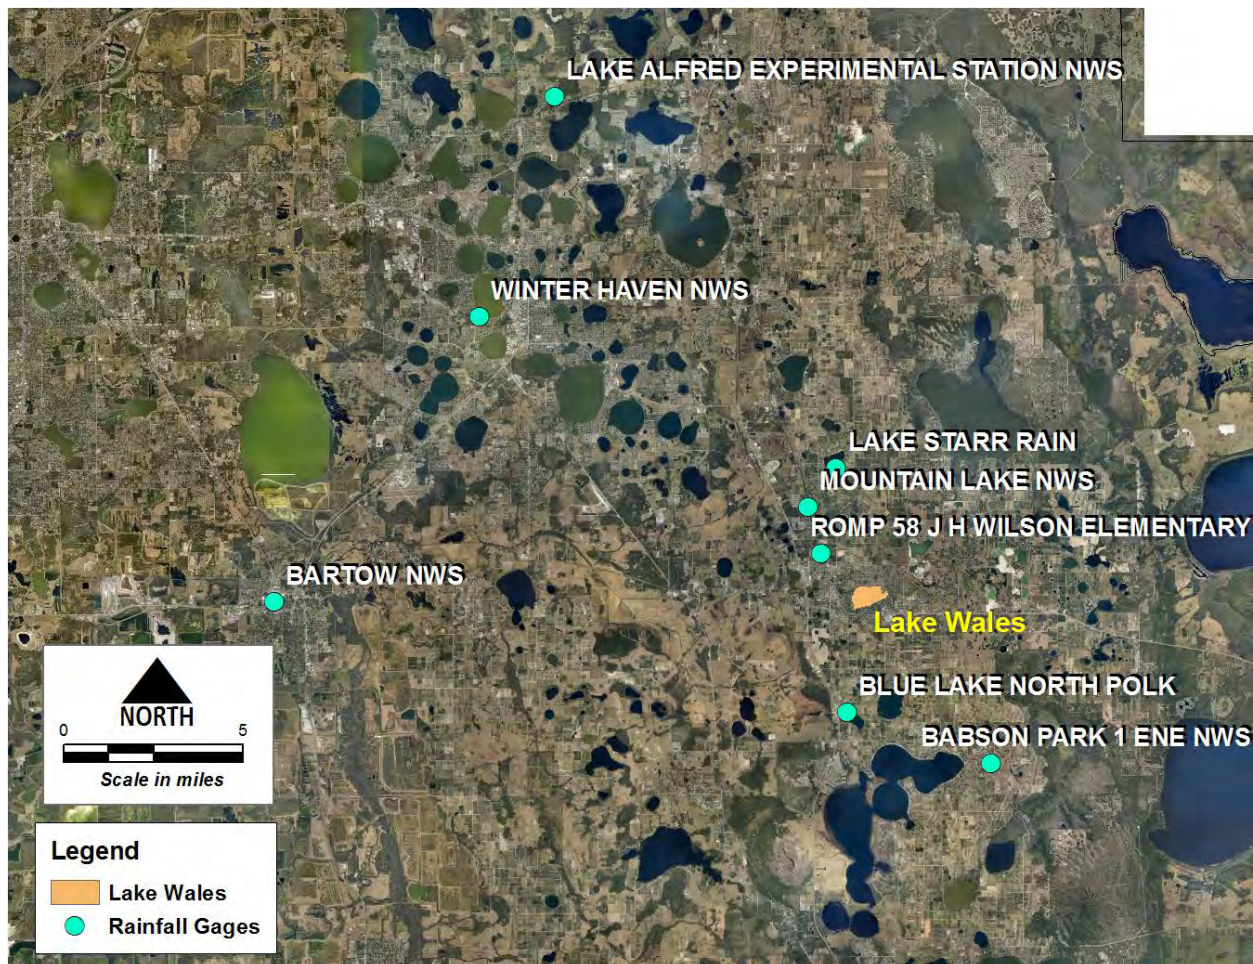 LAKE ALFRED EXPERIMENTAL STATION NWS
WINTER HAVEN NWS
LAKE STARR RAIN
MOUNTAIN LAKE NWS
ROMP 58 J H WILSON ELEMENTARY
BARTOW NWS
Lake Wales
BLUE LAKE NORTH POLK
BABSON PARK 1 ENE NWS
NORTH
0 5
Scale in miles
Legend
Lake Wales
Rainfall Gages